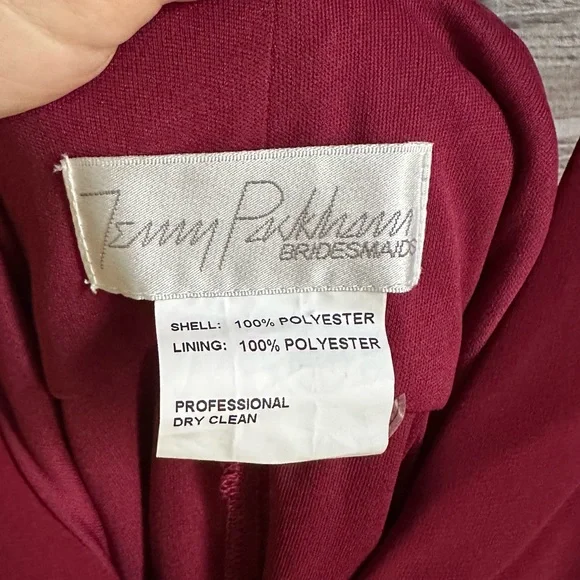 Jenny Packham
BRIDESMAIDS
SHELL: 100% POLYESTER
LINING: 100% POLYESTER
PROFESSIONAL
DRY CLEAN